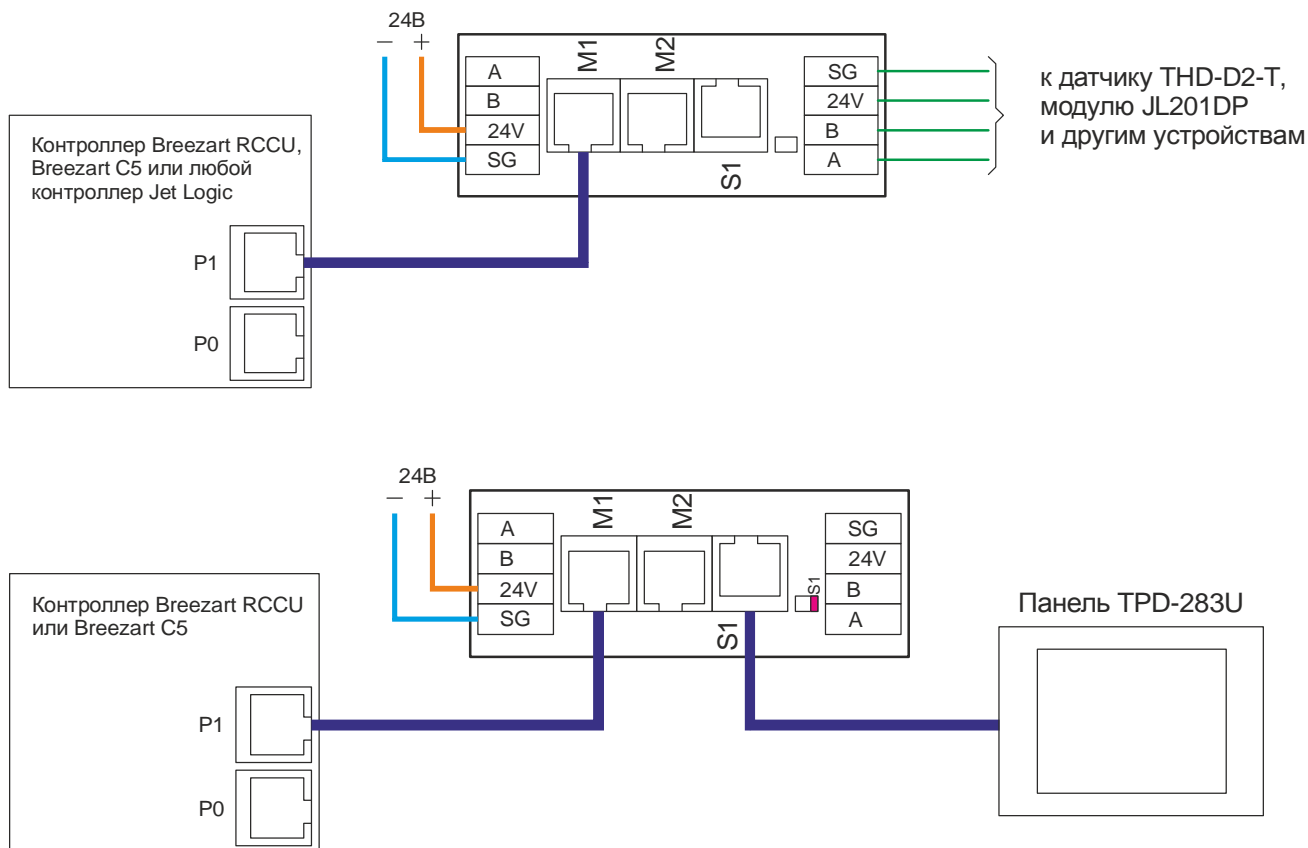 24В
− +
M1
M2
A
B
24V
SG
S1
SG
24V
B
A
к датчику THD-D2-T,
модулю JL201DP
и другим устройствам
Контроллер Breezart RCCU,
Breezart C5 или любой
контроллер Jet Logic
P1
P0
24В
− +
M1
M2
A
B
24V
SG
S1
S1
SG
24V
B
A
Контроллер Breezart RCCU
или Breezart C5
P1
P0
Панель TPD-283U